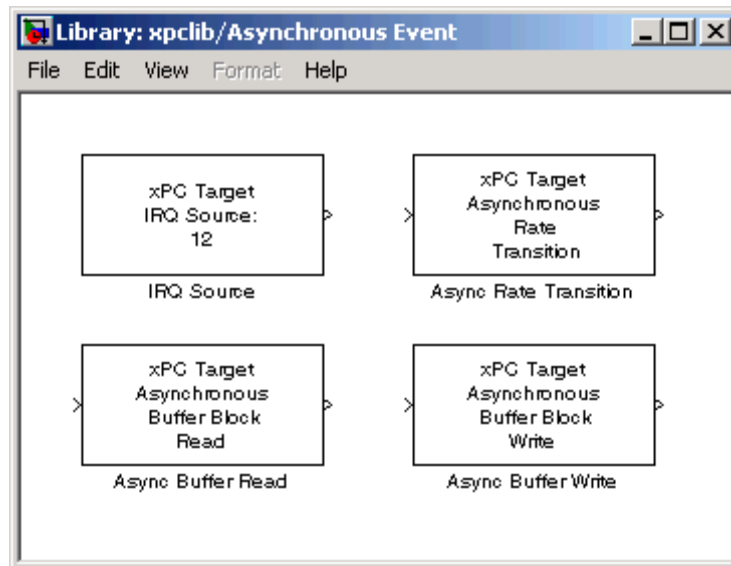 Library: xpclib/Asynchronous Event
File Edit View Format Help
xPC Target
IRQ Source:
12
IRQ Source
xPC Target
Asynchronous
Rate
Transition
Async Rate Transition
xPC Target
Asynchronous
Buffer Block
Read
Async Buffer Read
xPC Target
Asynchronous
Buffer Block
Write
Async Buffer Write